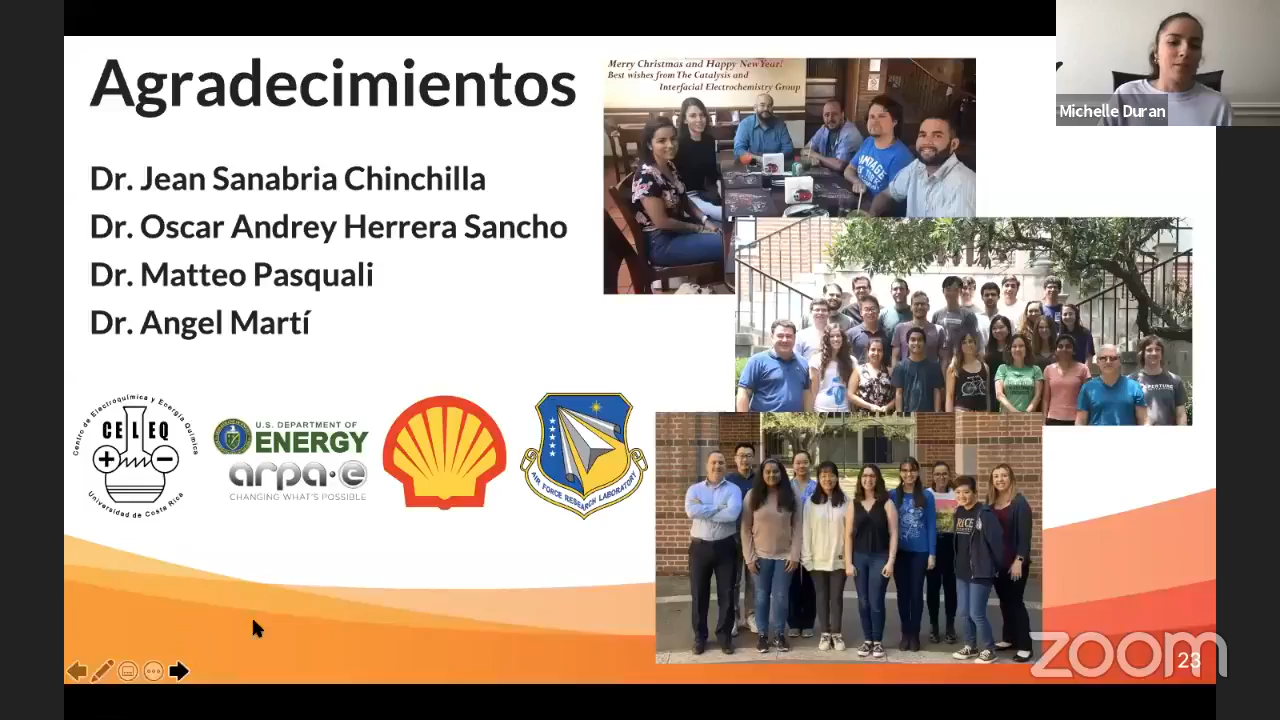 Agradecimientos
Dr. Jean Sanabria Chinchilla
Dr. Oscar Andrey Herrera Sancho
Dr. Matteo Pasquali
Dr. Angel Martí
Centro de Electroquímica y Energía Química
CELEQ
Universidad de Costa Rica
U.S. DEPARTMENT OF
ENERGY
arpa·e
CHANGING WHAT'S POSSIBLE
AIR FORCE RESEARCH LABORATORY
Merry Christmas and Happy New Year!
Best wishes from The Catalysis and
Interfacial Electrochemistry Group
RICE
Michelle Duran
zoom
23